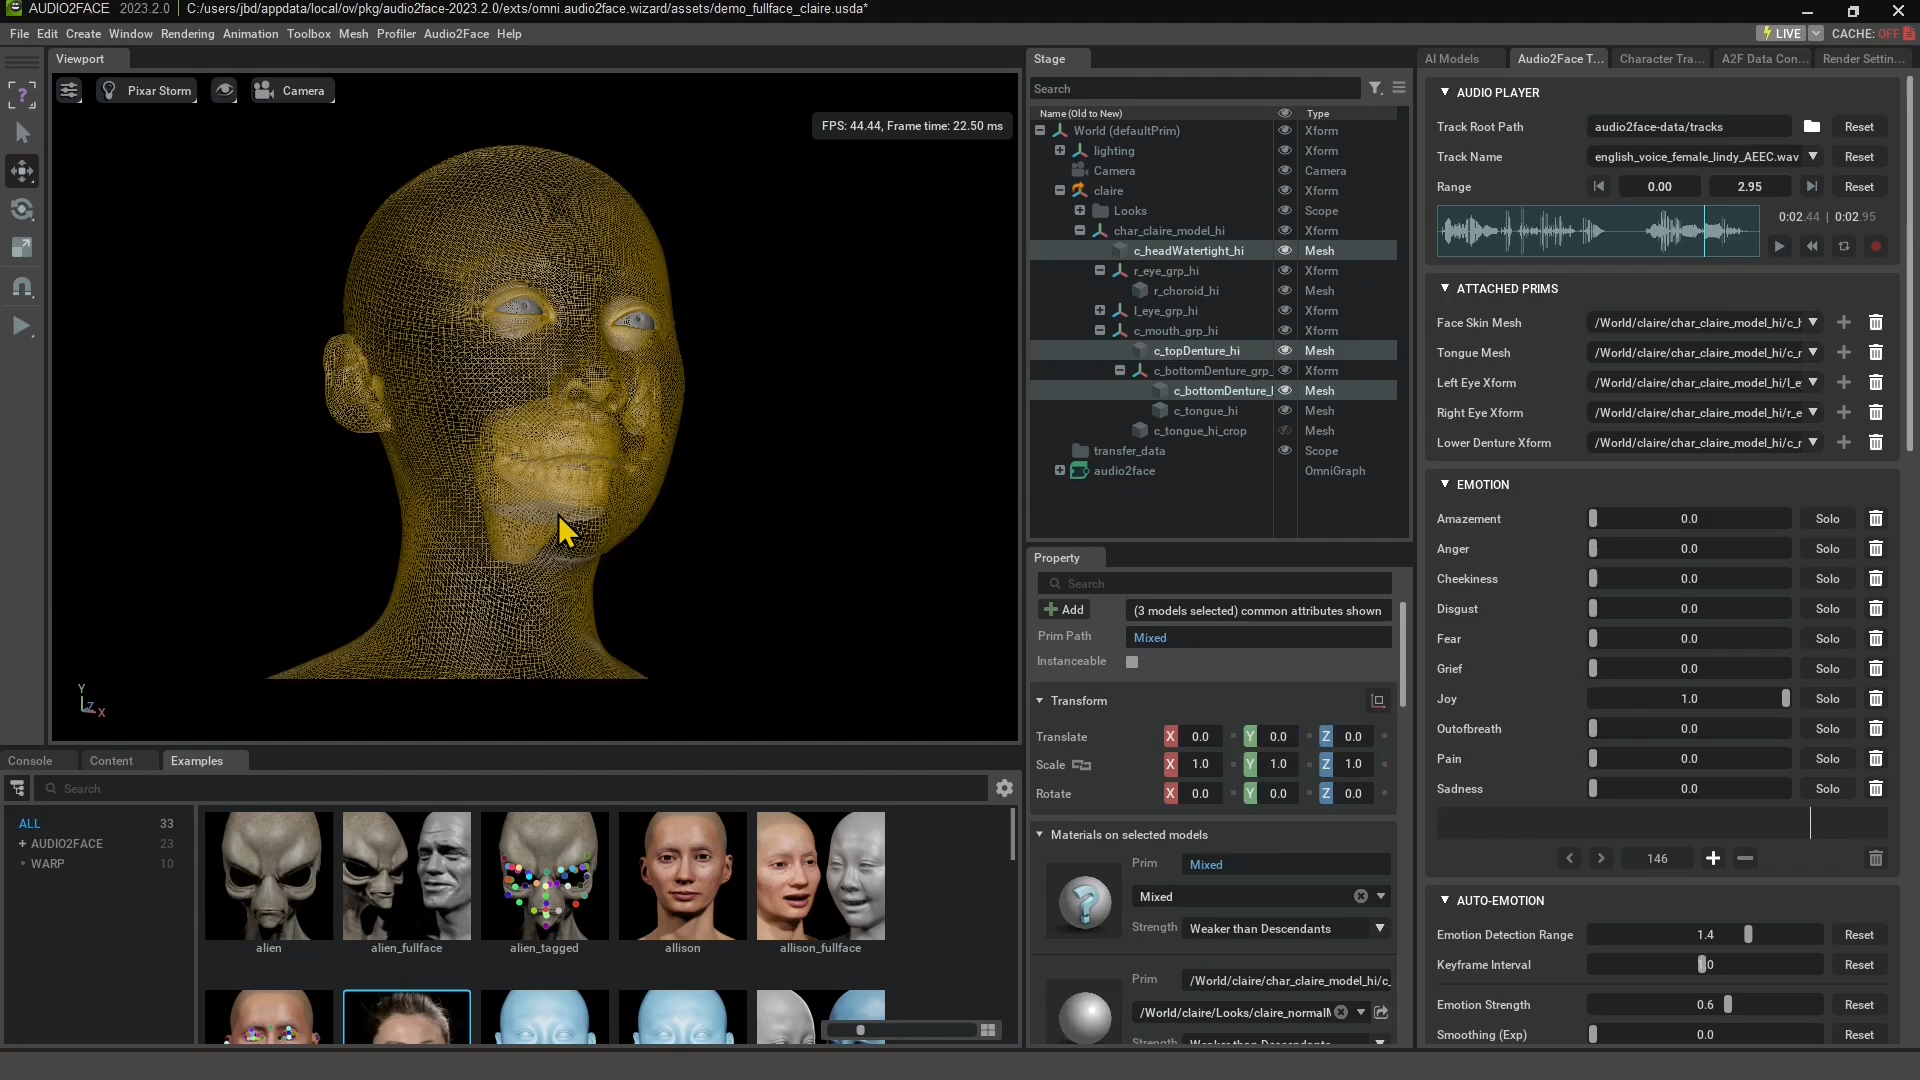 AUDIO2FACE 2023.2.0 C:/users/jbd/appdata/local/ov/pkg/audio2face-2023.2.0/exts/omni.audio2face.wizard/assets/demo_fullface_claire.usda*
File Edit Create Window Rendering Animation Toolbox Mesh Profiler Audio2Face Help
LIVE CACHE: OFF
Viewport
Pixar Storm
Camera
FPS: 44.44, Frame time: 22.50 ms
Y
Z
X
Stage
Search
Name (Old to New) Type
World (defaultPrim) Xform
lighting Xform
Camera Camera
claire Xform
Looks Scope
char_claire_model_hi Xform
c_headWatertight_hi Mesh
r_eye_grp_hi Xform
r_choroid_hi Mesh
l_eye_grp_hi Xform
c_mouth_grp_hi Xform
c_topDenture_hi Mesh
c_bottomDenture_grp_ Xform
c_bottomDenture_l Mesh
c_tongue_hi Mesh
c_tongue_hi_crop Mesh
transfer_data Scope
audio2face OmniGraph
Property
Search
Add (3 models selected) common attributes shown
Prim Path Mixed
Instanceable
Transform
Translate X 0.0 Y 0.0 Z 0.0
Scale X 1.0 Y 1.0 Z 1.0
Rotate X 0.0 Y 0.0 Z 0.0
Materials on selected models
Prim Mixed
Mixed
Strength Weaker than Descendants
Prim /World/claire/char_claire_model_hi/c_
/World/claire/Looks/claire_normalM
Strength Weaker than Descendants
AI Models Audio2Face T... Character Tra... A2F Data Con... Render Settin...
AUDIO PLAYER
Track Root Path audio2face-data/tracks Reset
Track Name english_voice_female_lindy_AEEC.wav Reset
Range 0.00 2.95 Reset
0:02.44 | 0:02.95
ATTACHED PRIMS
Face Skin Mesh /World/claire/char_claire_model_hi/c_h
Tongue Mesh /World/claire/char_claire_model_hi/c_r
Left Eye Xform /World/claire/char_claire_model_hi/l_e
Right Eye Xform /World/claire/char_claire_model_hi/r_e
Lower Denture Xform /World/claire/char_claire_model_hi/c_r
EMOTION
Amazement 0.0 Solo
Anger 0.0 Solo
Cheekiness 0.0 Solo
Disgust 0.0 Solo
Fear 0.0 Solo
Grief 0.0 Solo
Joy 1.0 Solo
Outofbreath 0.0 Solo
Pain 0.0 Solo
Sadness 0.0 Solo
146
AUTO-EMOTION
Emotion Detection Range 1.4 Reset
Keyframe Interval 1.0 Reset
Emotion Strength 0.6 Reset
Smoothing (Exp) 0.0 Reset
Console Content Examples
Search
ALL 33
+ AUDIO2FACE 23
WARP 10
alien alien_fullface alien_tagged allison allison_fullface